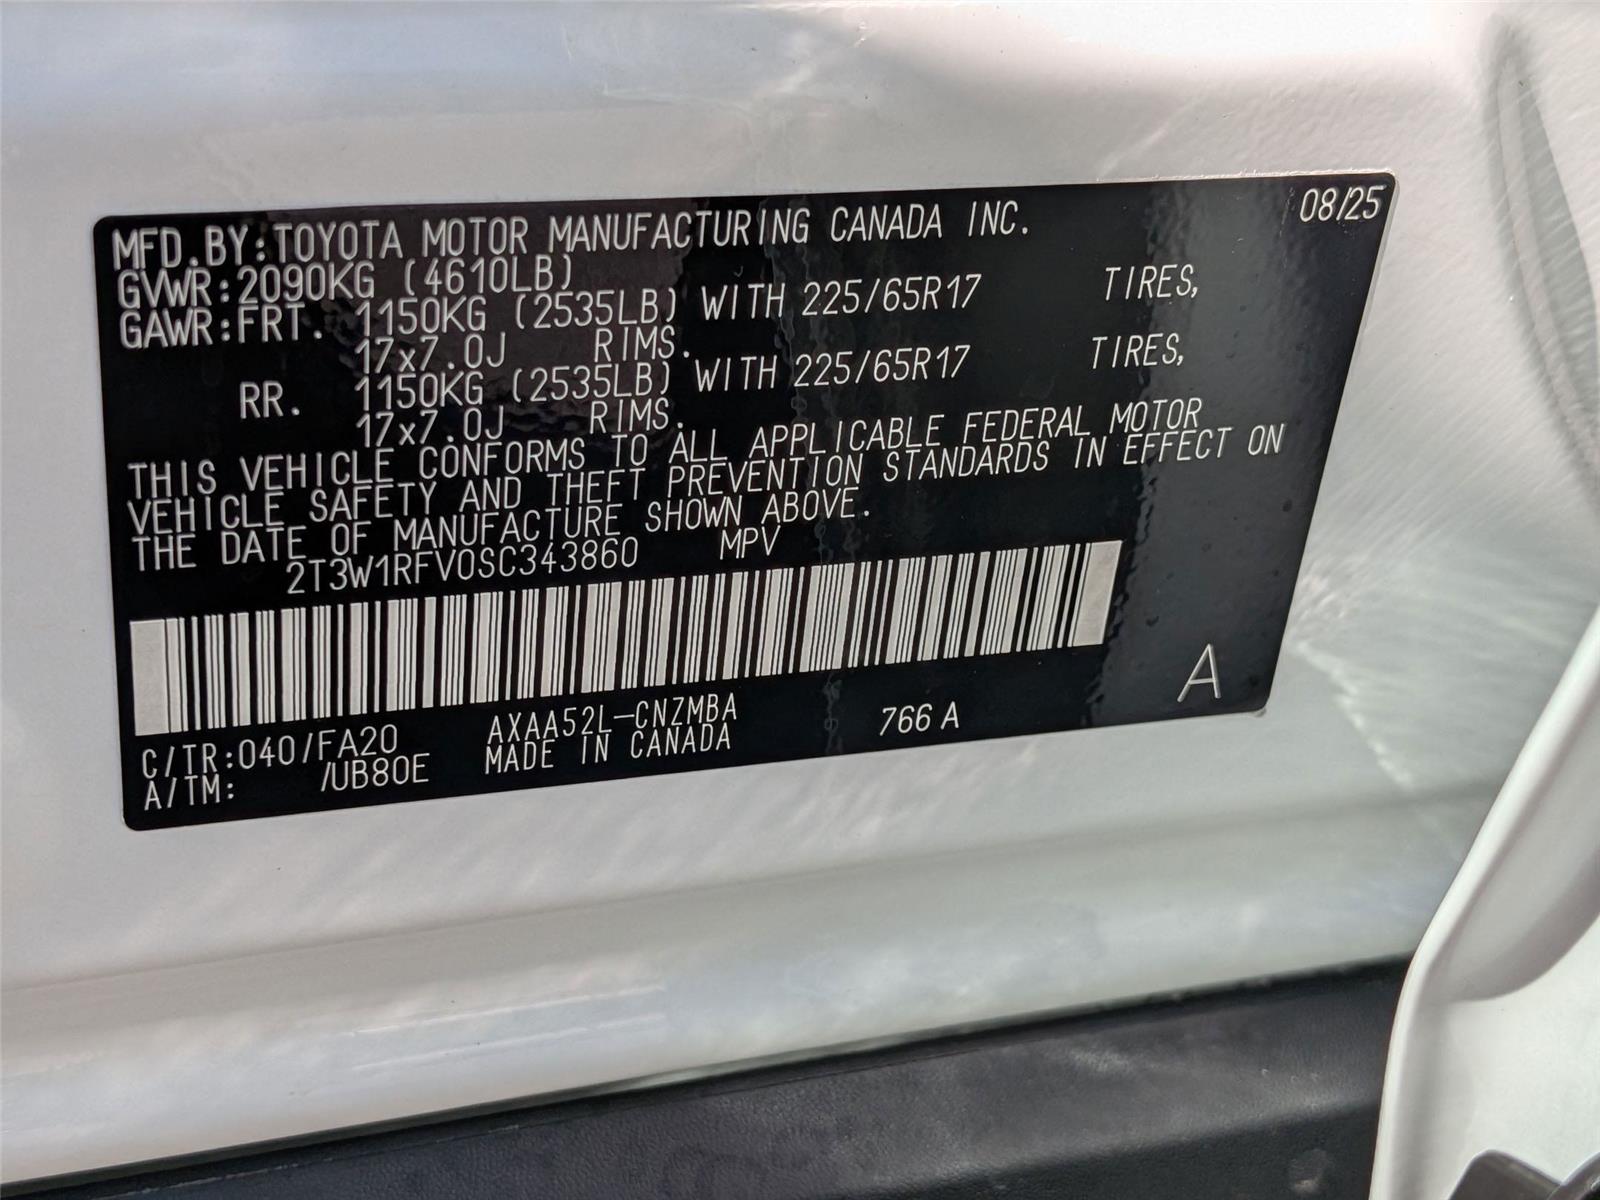 08/25
MFD.BY:TOYOTA MOTOR MANUFACTURING CANADA INC.
GVWR:2090KG (4610LB)
GAWR:FRT. 1150KG (2535LB) WITH 225/65R17 TIRES,
17x7.0J RIMS.
RR. 1150KG (2535LB) WITH 225/65R17 TIRES,
17x7.0J RIMS.
THIS VEHICLE CONFORMS TO ALL APPLICABLE FEDERAL MOTOR
VEHICLE SAFETY AND THEFT PREVENTION STANDARDS IN EFFECT ON
THE DATE OF MANUFACTURE SHOWN ABOVE.
2T3W1RFV0SC343860 MPV
C/TR:040/FA20 AXAA52L-CNZMBA 766 A A
A/TM: /UB80E MADE IN CANADA